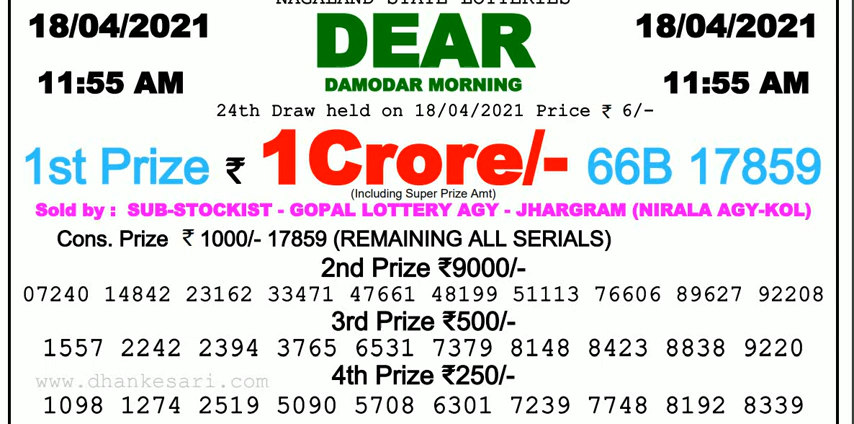 NAGALAND STATE LOTTERIES
18/04/2021 DEAR 18/04/2021
11:55 AM DAMODAR MORNING 11:55 AM
24th Draw held on 18/04/2021 Price ₹ 6/-
1st Prize ₹ 1Crore/- 66B 17859
(Including Super Prize Amt)
Sold by : SUB-STOCKIST - GOPAL LOTTERY AGY - JHARGRAM (NIRALA AGY-KOL)
Cons. Prize ₹ 1000/- 17859 (REMAINING ALL SERIALS)
2nd Prize ₹9000/-
07240 14842 23162 33471 47661 48199 51113 76606 89627 92208
3rd Prize ₹500/-
1557 2242 2394 3765 6531 7379 8148 8423 8838 9220
www.dhankesari.com 4th Prize ₹250/-
1098 1274 2519 5090 5708 6301 7239 7748 8192 8339